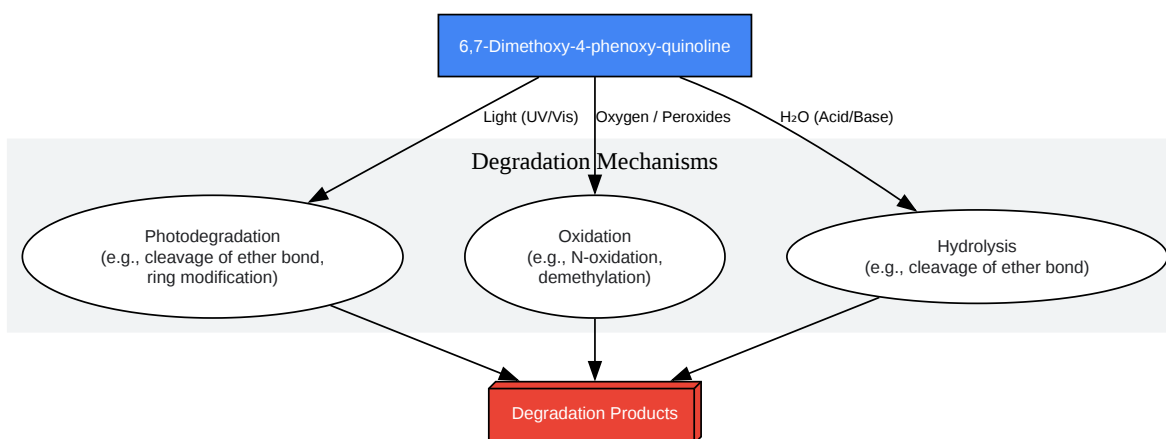 6,7-Dimethoxy-4-phenoxy-quinoline
Light (UV/Vis)
Oxygen / Peroxides
H₂O (Acid/Base)
Degradation Mechanisms
Photodegradation
(e.g., cleavage of ether bond,
ring modification)
Oxidation
(e.g., N-oxidation,
demethylation)
Hydrolysis
(e.g., cleavage of ether bond)
Degradation Products